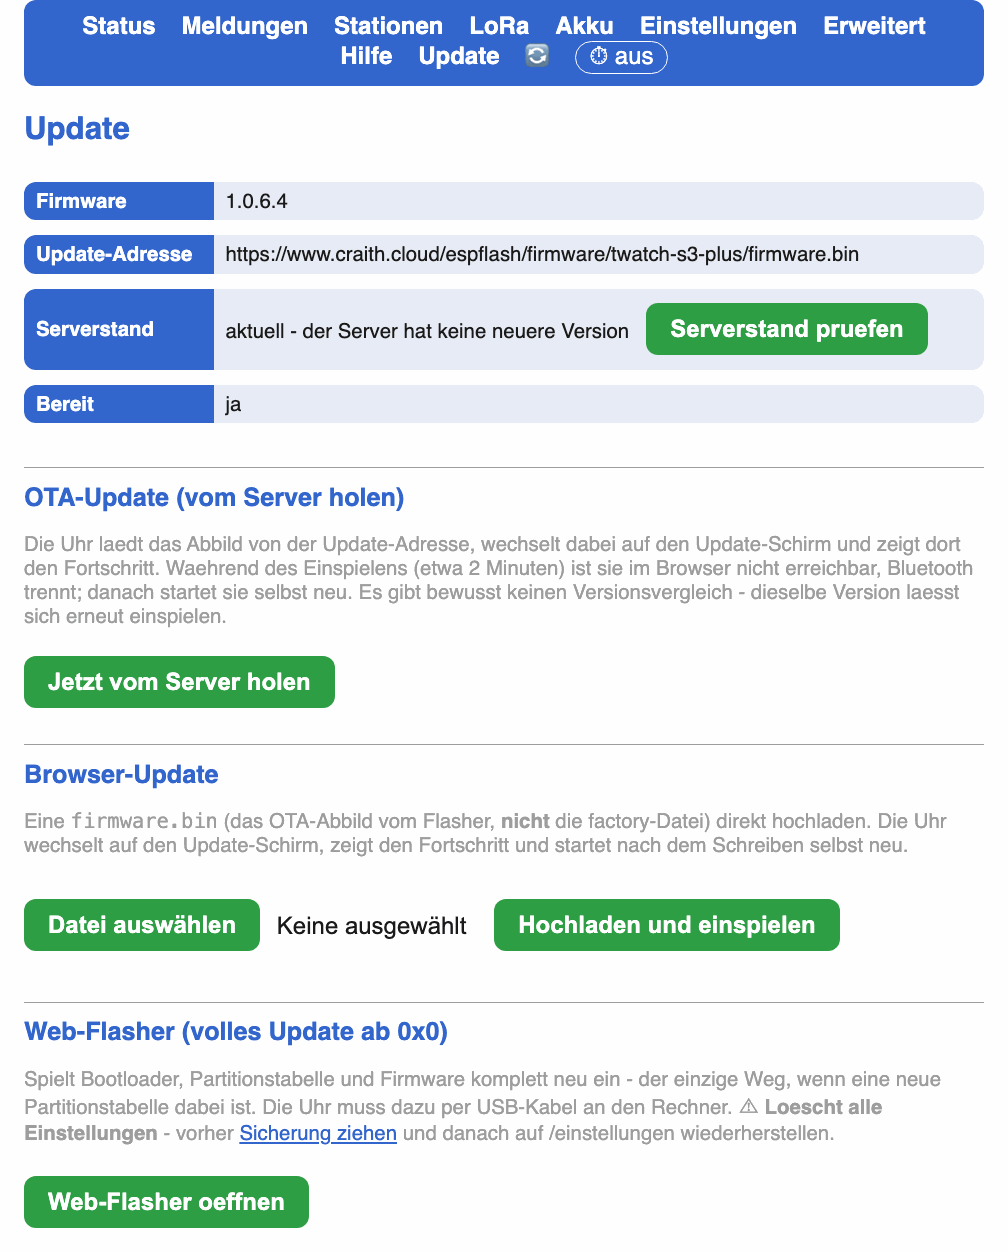 Status Meldungen Stationen LoRa Akku Einstellungen Erweitert
Hilfe Update 🔄 ⏱ aus
Update
Firmware 1.0.6.4
Update-Adresse https://www.craith.cloud/espflash/firmware/twatch-s3-plus/firmware.bin
Serverstand aktuell - der Server hat keine neuere Version Serverstand pruefen
Bereit ja
OTA-Update (vom Server holen)
Die Uhr laedt das Abbild von der Update-Adresse, wechselt dabei auf den Update-Schirm und zeigt dort
den Fortschritt. Waehrend des Einspielens (etwa 2 Minuten) ist sie im Browser nicht erreichbar, Bluetooth
trennt; danach startet sie selbst neu. Es gibt bewusst keinen Versionsvergleich - dieselbe Version laesst
sich erneut einspielen.
Jetzt vom Server holen
Browser-Update
Eine firmware.bin (das OTA-Abbild vom Flasher, nicht die factory-Datei) direkt hochladen. Die Uhr
wechselt auf den Update-Schirm, zeigt den Fortschritt und startet nach dem Schreiben selbst neu.
Datei auswählen Keine ausgewählt Hochladen und einspielen
Web-Flasher (volles Update ab 0x0)
Spielt Bootloader, Partitionstabelle und Firmware komplett neu ein - der einzige Weg, wenn eine neue
Partitionstabelle dabei ist. Die Uhr muss dazu per USB-Kabel an den Rechner. ⚠ Loescht alle
Einstellungen - vorher Sicherung ziehen und danach auf /einstellungen wiederherstellen.
Web-Flasher oeffnen